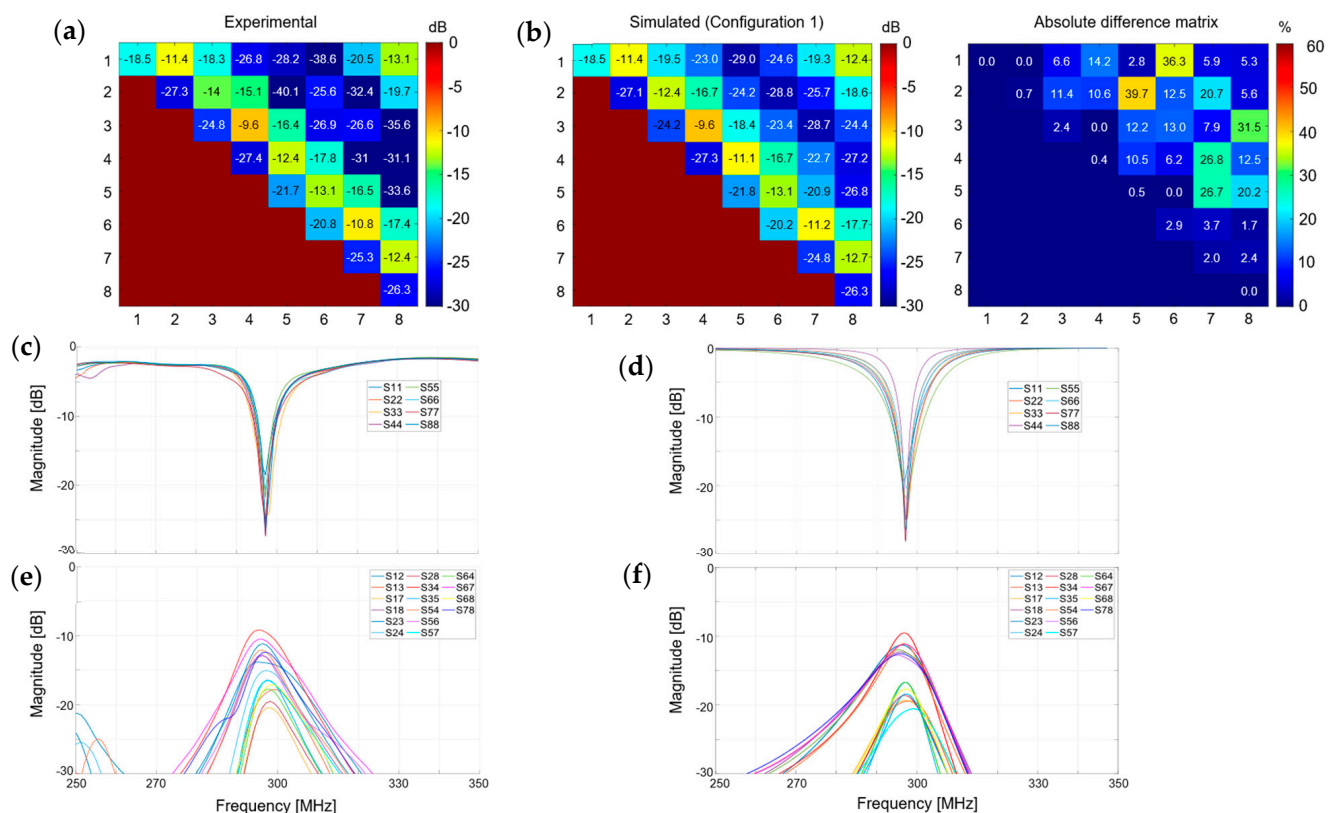 (a)
Experimental
dB
1 -18.5 -11.4 -18.3 -26.8 -28.2 -38.6 -20.5 -13.1
2 -27.3 -14 -15.1 -40.1 -25.6 -32.4 -19.7
3 -24.8 -9.6 -16.4 -26.9 -26.6 -35.6
4 -27.4 -12.4 -17.8 -31 -31.1
5 -21.7 -13.1 -16.5 -33.6
6 -20.8 -10.8 -17.4
7 -25.3 -12.4
8 -26.3
1 2 3 4 5 6 7 8
0
-5
-10
-15
-20
-25
-30
(b)
Simulated (Configuration 1)
dB
1 -18.5 -11.4 -19.5 -23.0 -29.0 -24.6 -19.3 -12.4
2 -27.1 -12.4 -16.7 -24.2 -28.8 -25.7 -18.6
3 -24.2 -9.6 -18.4 -23.4 -28.7 -24.4
4 -27.3 -11.1 -16.7 -22.7 -27.2
5 -21.8 -13.1 -20.9 -26.8
6 -20.2 -11.2 -17.7
7 -24.8 -12.7
8 -26.3
1 2 3 4 5 6 7 8
0
-5
-10
-15
-20
-25
-30
Absolute difference matrix
%
1 0.0 0.0 6.6 14.2 2.8 36.3 5.9 5.3
2 0.7 11.4 10.6 39.7 12.5 20.7 5.6
3 2.4 0.0 12.2 13.0 7.9 31.5
4 0.4 10.5 6.2 26.8 12.5
5 0.5 0.0 26.7 20.2
6 2.9 3.7 1.7
7 2.0 2.4
8 0.0
1 2 3 4 5 6 7 8
60
50
40
30
20
10
0
(c)
Magnitude [dB]
0
-10
-20
-30
S11 S55
S22 S66
S33 S77
S44 S88
(d)
Magnitude [dB]
0
-10
-20
-30
S11 S55
S22 S66
S33 S77
S44 S88
(e)
Magnitude [dB]
0
-10
-20
-30
S12 S28 S64
S13 S34 S67
S17 S35 S68
S18 S54 S78
S23 S56
S24 S57
250 270 300 330 350
Frequency [MHz]
(f)
Magnitude [dB]
0
-10
-20
-30
S12 S28 S64
S13 S34 S67
S17 S35 S68
S18 S54 S78
S23 S56
S24 S57
250 270 300 330 350
Frequency [MHz]